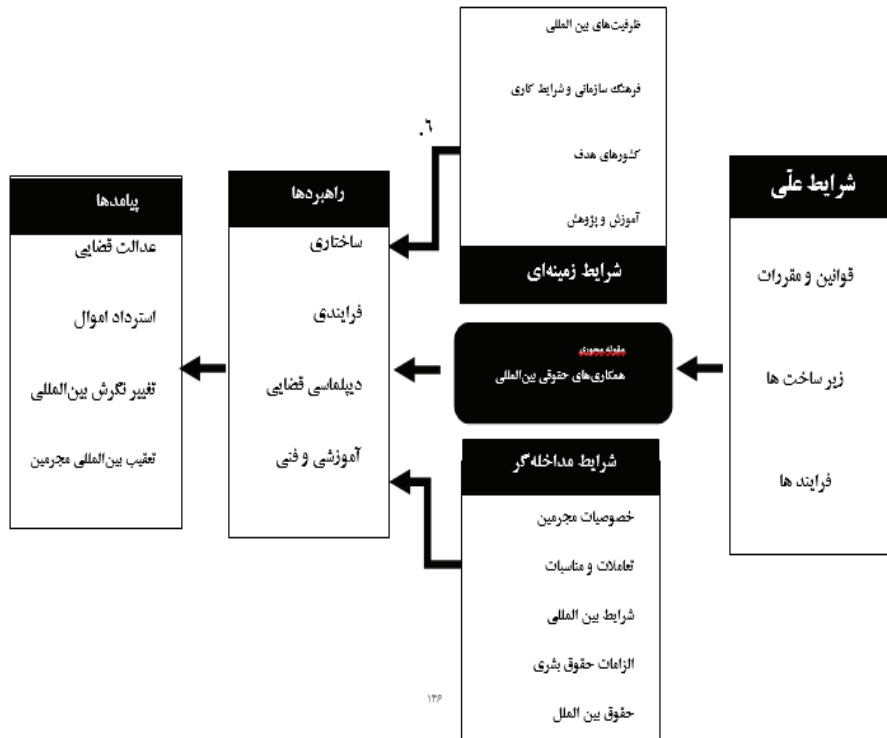 شرایط علّی
قوانین و مقررات
زیر ساخت ها
فرایند ها
ظرفیت‌های بین المللی
فرهنگ سازمانی و شرایط کاری
کشورهای هدف
آموزش و پژوهش
شرایط زمینه‌ای
مقوله محوری
همکاری‌های حقوقی بین‌المللی
شرایط مداخله‌گر
خصوصیات مجرمین
تعاملات و مناسبات
شرایط بین المللی
الزامات حقوق بشری
حقوق بین الملل
۶.
راهبردها
ساختاری
فرایندی
دیپلماسی قضایی
آموزشی و فنی
پیامدها
عدالت قضایی
استرداد اموال
تغییر نگرش بین‌المللی
تعقیب بین‌المللی مجرمین
۱۴۶